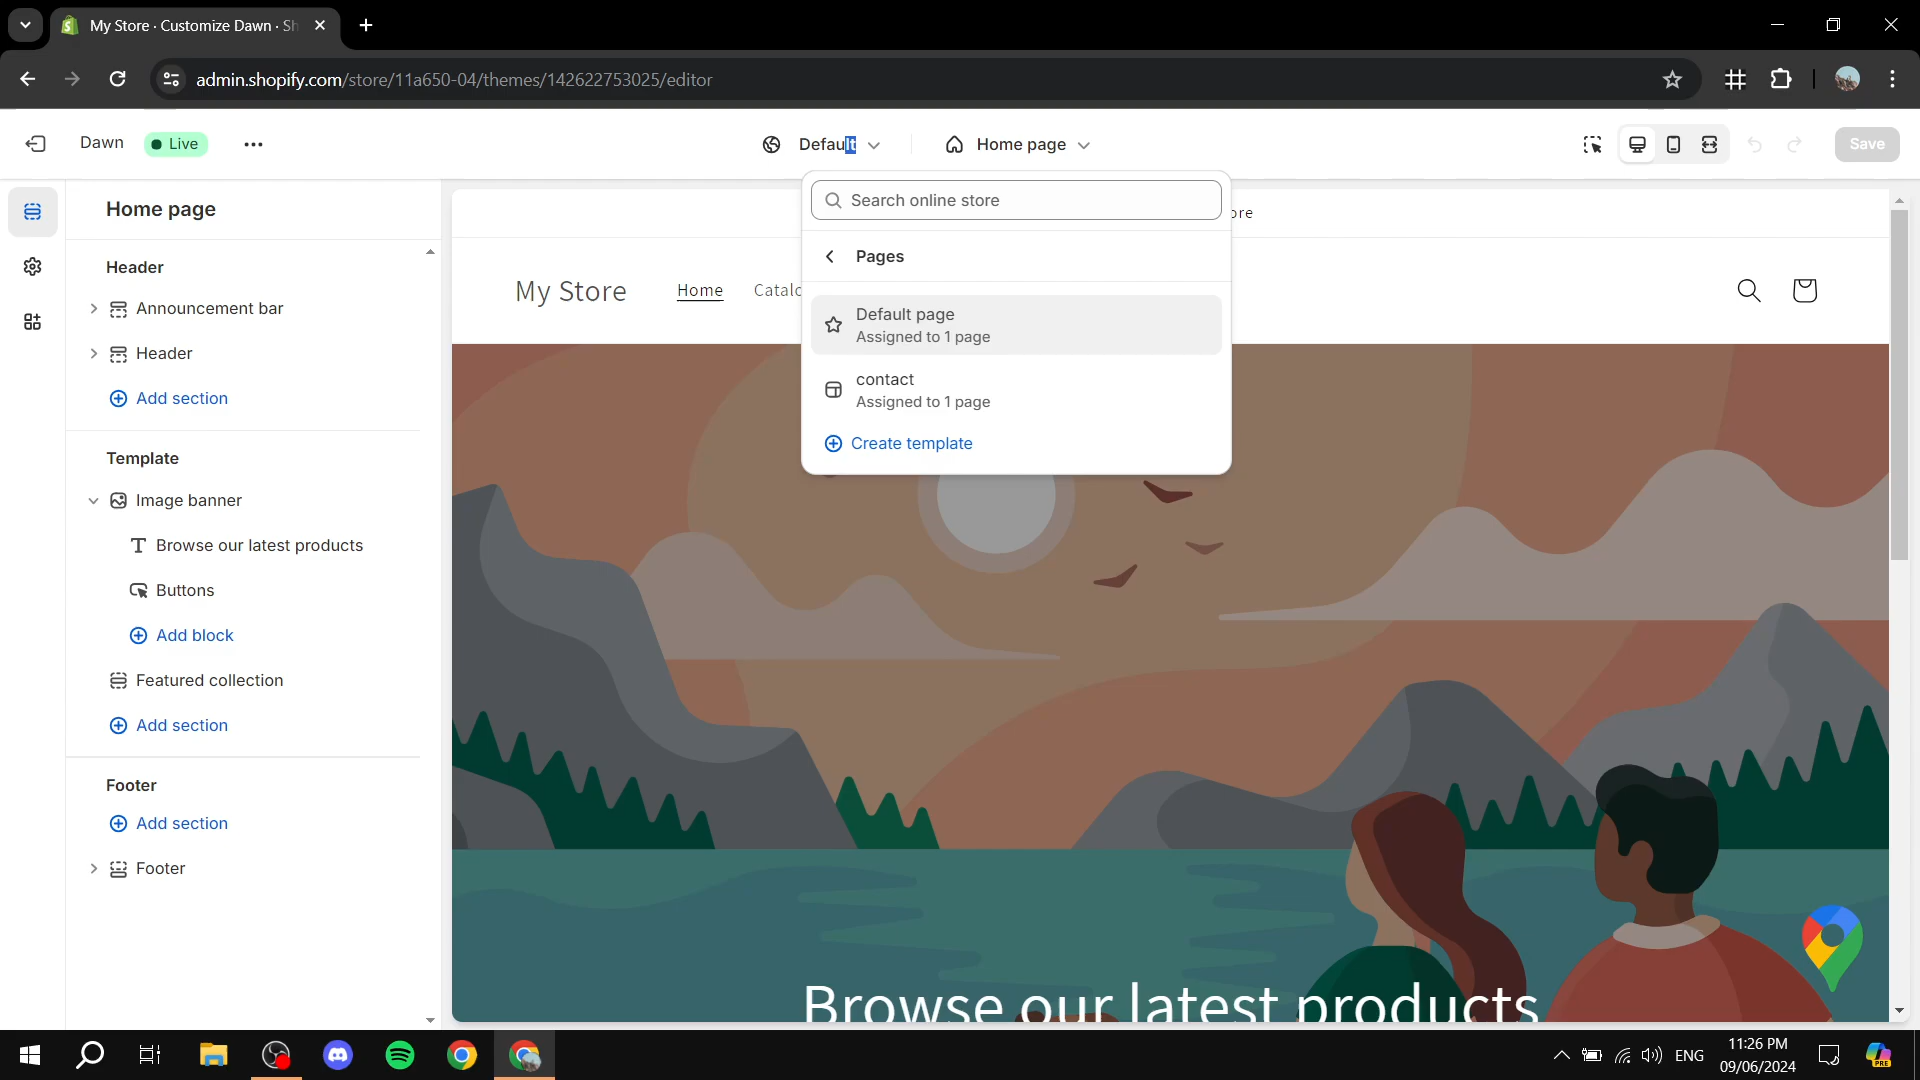 My Store · Customize Dawn · Sh
admin.shopify.com/store/11a650-04/themes/142622753025/editor
Dawn
Live
Default
Home page
Save
Home page
Header
Announcement bar
Header
Add section
Template
Image banner
Browse our latest products
Buttons
Add block
Featured collection
Add section
Footer
Add section
Footer
Search online store
Pages
Default page
Assigned to 1 page
contact
Assigned to 1 page
Create template
ore
My Store
Home
Catalo
Browse our latest products
ENG
11:26 PM
09/06/2024
PRE